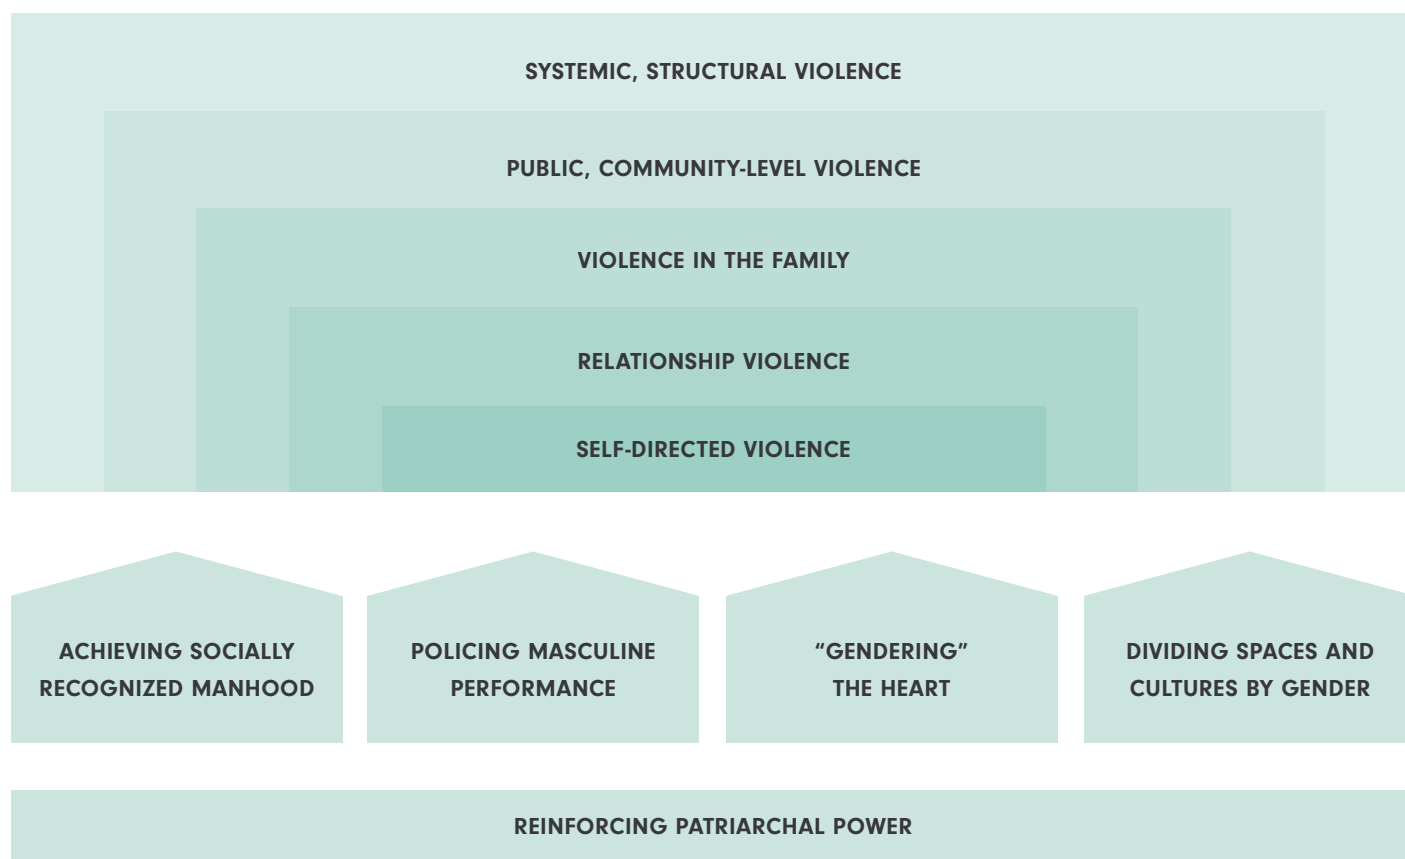 SYSTEMIC, STRUCTURAL VIOLENCE
PUBLIC, COMMUNITY-LEVEL VIOLENCE
VIOLENCE IN THE FAMILY
RELATIONSHIP VIOLENCE
SELF-DIRECTED VIOLENCE
ACHIEVING SOCIALLY
RECOGNIZED MANHOOD
POLICING MASCULINE
PERFORMANCE
“GENDERING”
THE HEART
DIVIDING SPACES AND
CULTURES BY GENDER
REINFORCING PATRIARCHAL POWER